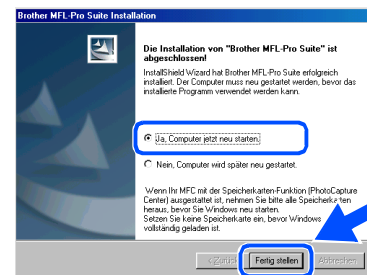 Brother MFL-Pro Suite Installation
Die Installation von "Brother MFL-Pro Suite" ist
abgeschlossen!
InstallShield Wizard hat Brother MFL-Pro Suite erfolgreich
installiert. Der Computer muss neu gestartet werden, bevor das
installierte Programm verwendet werden kann.
Ja, Computer jetzt neu starten.
Nein, Computer wird später neu gestartet.
Wenn Ihr MFC mit der Speicherkarten-Funktion (PhotoCapture
Center) ausgestattet ist, nehmen Sie bitte alle Speicherkarten
heraus, bevor Sie Windows neu starten.
Setzen Sie keine Speicherkarte ein, bevor Windows
vollständig geladen ist.
Fertig stellen Abbrechen